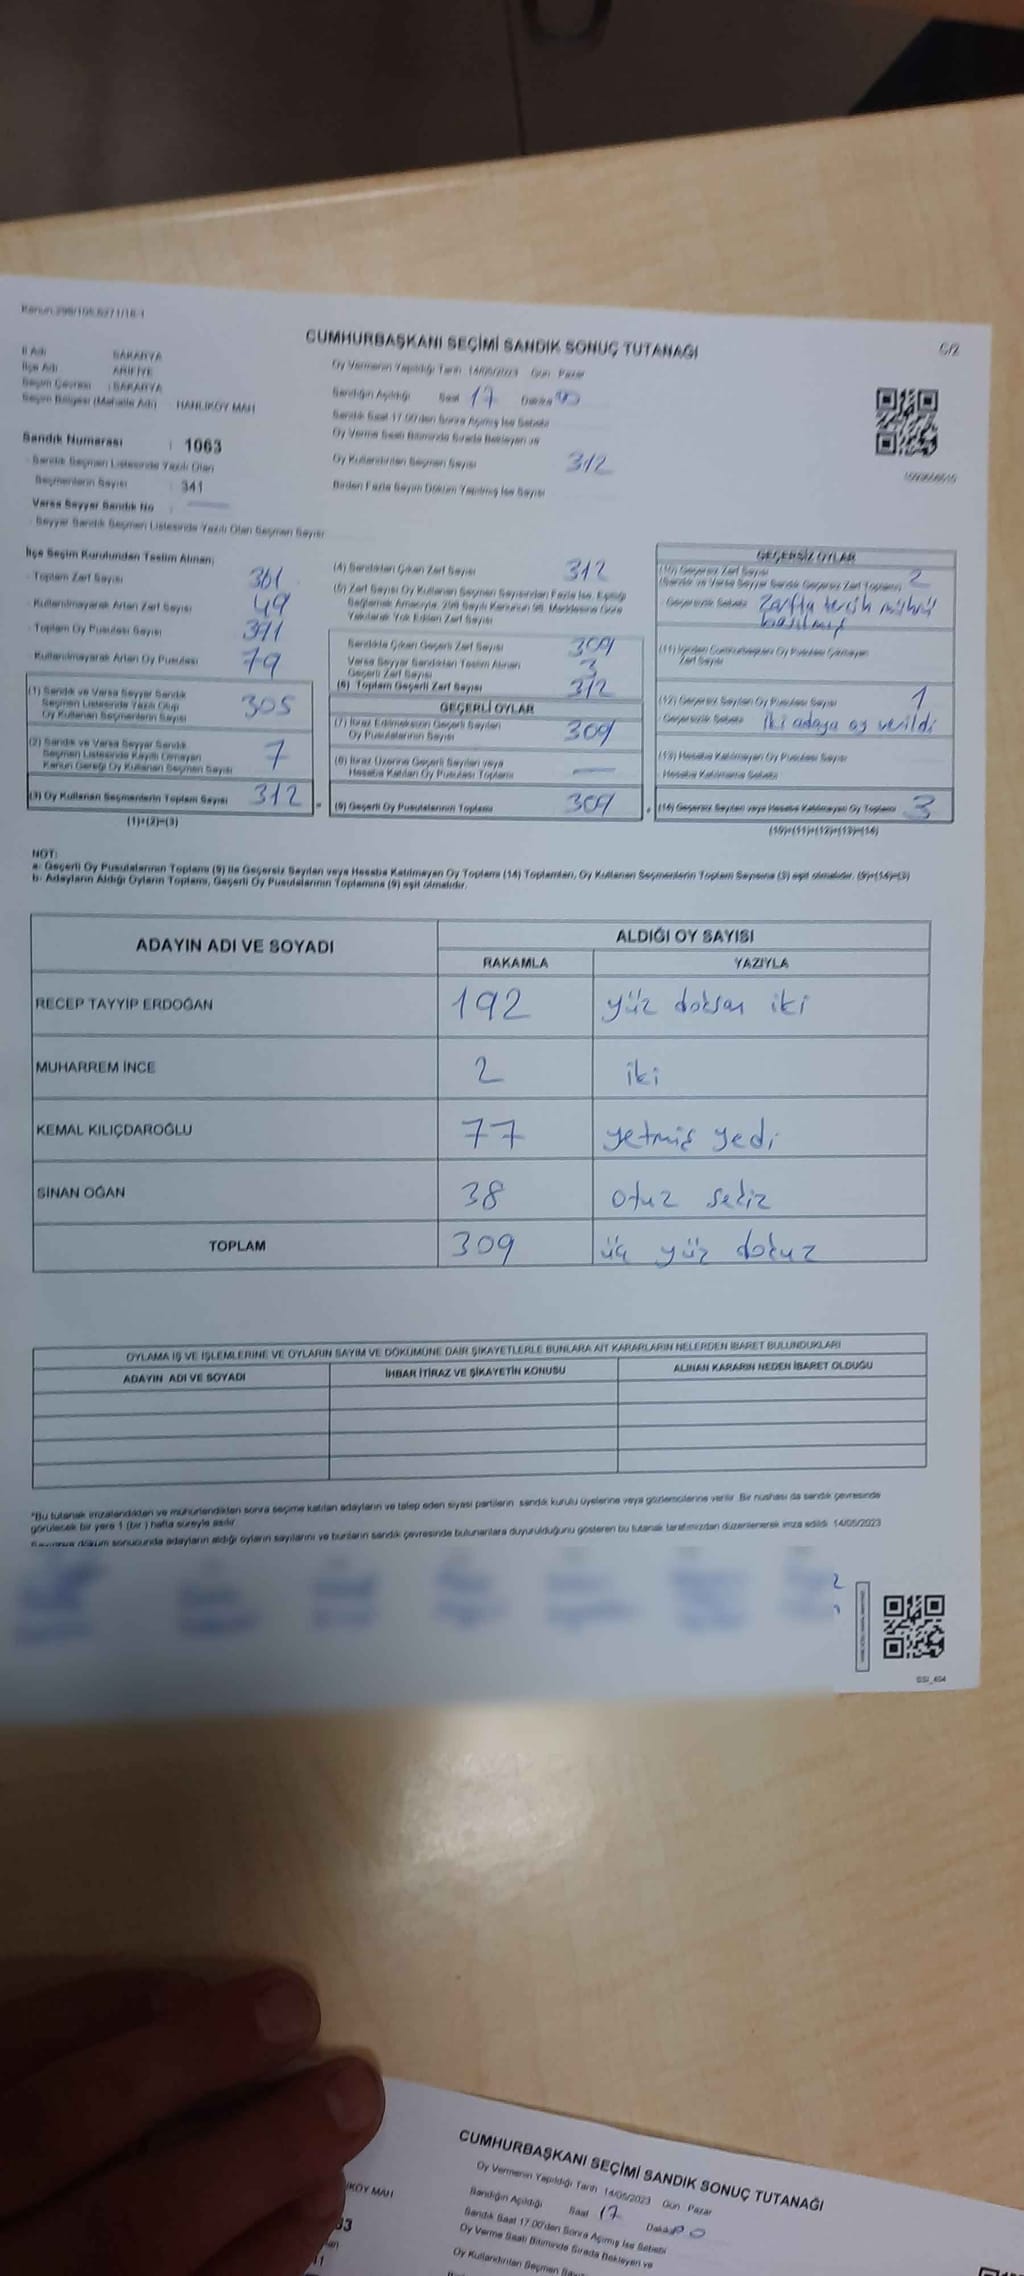 Kanun:298/105,6271/18-1
CUMHURBAŞKANI SEÇİMİ SANDIK SONUÇ TUTANAĞI
C/2
İl Adı SAKARYA
İlçe Adı ARİFİYE
Seçim Çevresi : SAKARYA
Seçim Bölgesi (Mahalle Adı) : HANLIKÖY MAH
Sandık Numarası : 1063
- Sandık Seçmen Listesinde Yazılı Olan
Seçmenlerin Sayısı : 341
Varsa Seyyar Sandık No :
- Seyyar Sandık Seçmen Listesinde Yazılı Olan Seçmen Sayısı
Oy Vermenin Yapıldığı Tarih 14/05/2023 Gün Pazar
Sandığın Açıldığı Saat 17 Dakika 00
Sandık Saat 17.00'den Sonra Açılmış İse Sebebi
Oy Verme Saati Bitiminde Sırada Bekleyen ve
Oy Kullandırılan Seçmen Sayısı 312
Birden Fazla Sayım Döküm Yapılmış İse Sayısı
İlçe Seçim Kurulundan Teslim Alınan;
- Toplam Zarf Sayısı 361
- Kullanılmayarak Artan Zarf Sayısı 49
- Toplam Oy Pusulası Sayısı 391
- Kullanılmayarak Artan Oy Pusulası 79
(1) Sandık ve Varsa Seyyar Sandık
Seçmen Listesinde Yazılı Olup
Oy Kullanan Seçmenlerin Sayısı 305
(2) Sandık ve Varsa Seyyar Sandık
Seçmen Listesinde Kayıtlı Olmayan
Kanun Gereği Oy Kullanan Seçmen Sayısı 7
(3) Oy Kullanan Seçmenlerin Toplam Sayısı 312
(1)+(2)=(3)
(4) Sandıktan Çıkan Zarf Sayısı 312
(5) Zarf Sayısı Oy Kullanan Seçmen Sayısından Fazla İse, Eşitliği
Sağlamak Amacıyla, 298 Sayılı Kanunun 98. Maddesine Göre
Yakılarak Yok Edilen Zarf Sayısı
Sandıkta Çıkan Geçerli Zarf Sayısı 309
Varsa Seyyar Sandıktan Teslim Alınan
Geçerli Zarf Sayısı 3
(6) Toplam Geçerli Zarf Sayısı 312
GEÇERLİ OYLAR
(7) İtiraz Edilmeksizin Geçerli Sayılan
Oy Pusulalarının Sayısı 309
(8) İtiraz Üzerine Geçerli Sayılan veya
Hesaba Katılan Oy Pusulası Toplamı —
(9) Geçerli Oy Pusulalarının Toplamı 309
GEÇERSİZ OYLAR
(10) Geçersiz Zarf Sayısı 2
(Sandık ve Varsa Seyyar Sandık Geçersiz Zarf Toplamı)
- Geçersizlik Sebebi Zarfta tercih mührü
basılmış
Zarf Sayısı
(12) Geçersiz Sayılan Oy Pusulası Sayısı 1
- Geçersizlik Sebebi İki adaya oy verildi
(13) Hesaba Katılmayan Oy Pusulası Sayısı
- Hesaba Katılmama Sebebi
(14) Geçersiz Sayılan veya Hesaba Katılmayan Oy Toplamı 3
(10)+(11)+(12)+(13)=(14)
NOT:
a- Geçerli Oy Pusulalarının Toplamı (9) ile Geçersiz Sayılan veya Hesaba Katılmayan Oy Toplamı (14) Toplamları, Oy Kullanan Seçmenlerin Toplam Sayısına (3) eşit olmalıdır. (9)+(14)=(3)
b- Adayların Aldığı Oyların Toplamı, Geçerli Oy Pusulalarının Toplamına (9) eşit olmalıdır.
ADAYIN ADI VE SOYADI ALDIĞI OY SAYISI
RAKAMLA YAZIYLA
RECEP TAYYİP ERDOĞAN 192 yüz doksan iki
MUHARREM İNCE 2 iki
KEMAL KILIÇDAROĞLU 77 yetmiş yedi
SİNAN OĞAN 38 otuz sekiz
TOPLAM 309 üç yüz dokuz
OYLAMA İŞ VE İŞLEMLERİNE VE OYLARIN SAYIM VE DÖKÜMÜNE DAİR ŞİKAYETLERLE BUNLARA AİT KARARLARIN NELERDEN İBARET BULUNDUKLARI
ADAYIN ADI VE SOYADI İHBAR İTİRAZ VE ŞİKAYETİN KONUSU ALINAN KARARIN NEDEN İBARET OLDUĞU
*Bu tutanak imzalandıktan ve mühürlendikten sonra seçime katılan adayların ve talep eden siyasi partilerin sandık kurulu üyelerine veya gözlemcilerine verilir. Bir nüshası da sandık çevresinde
görülecek bir yere 1 (bir ) hafta süreyle asılır.
döküm sonucunda adayların aldığı oyların sayılarını ve bunların sandık çevresinde bulunanlara duyurulduğunu gösteren bu tutanak tarafımızdan düzenlenerek imza edildi. 14/05/2023
CUMHURBAŞKANI SEÇİMİ SANDIK SONUÇ TUTANAĞI
Oy Vermenin Yapıldığı Tarih 14/05/2023 Gün Pazar
Sandığın Açıldığı Saat 17 Dakika 00
Sandık Saat 17.00'den Sonra Açılmış İse Sebebi
Oy Verme Saati Bitiminde Sırada Bekleyen ve
Oy Kullandırılan Seçmen
KÖY MAH